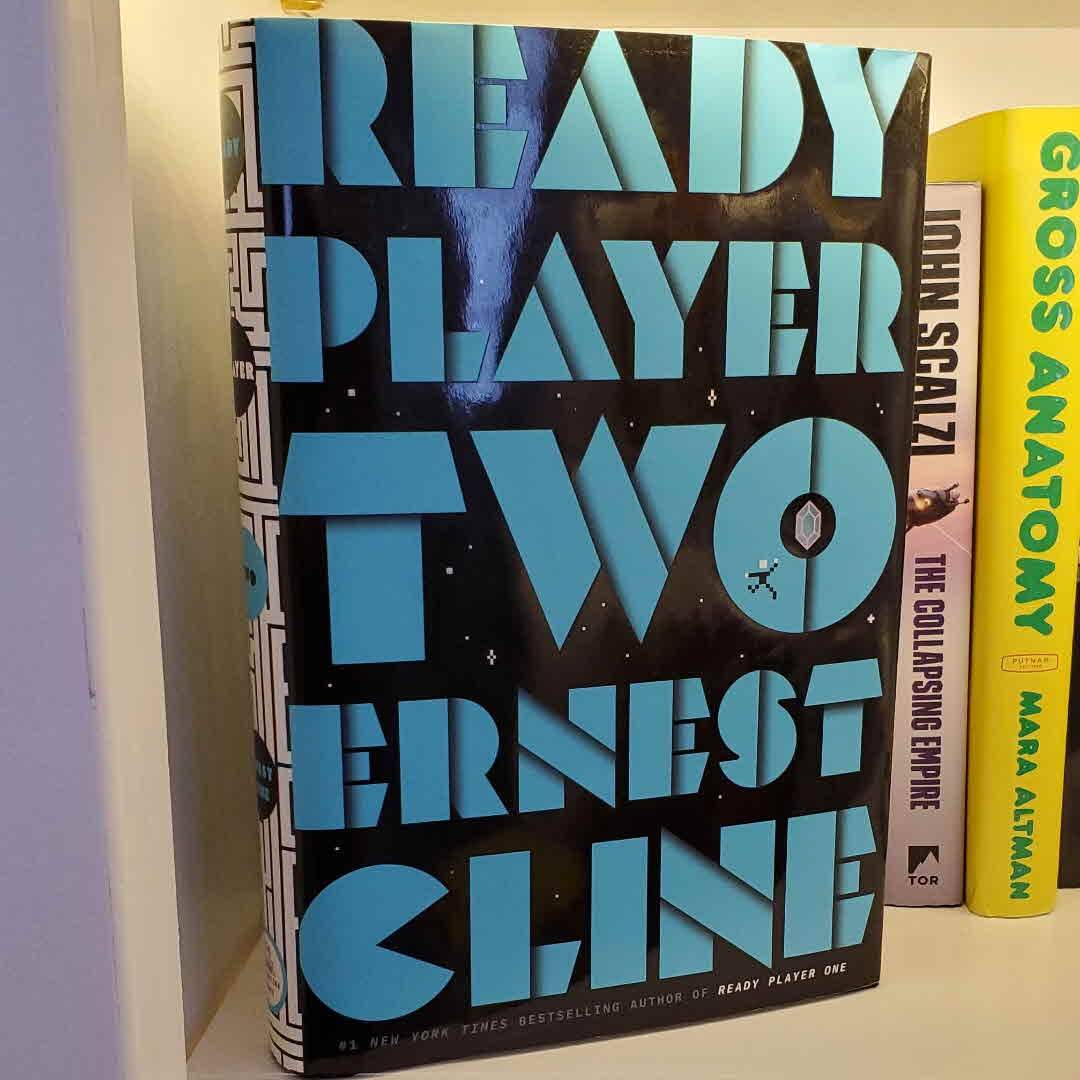 READY
PLAYER
TWO
ERNEST
CLINE
#1 NEW YORK TIMES BESTSELLING AUTHOR OF READY PLAYER ONE
JOHN SCALZI
THE COLLAPSING EMPIRE
TOR
GROSS ANATOMY
PUTNAM
MARA ALTMAN